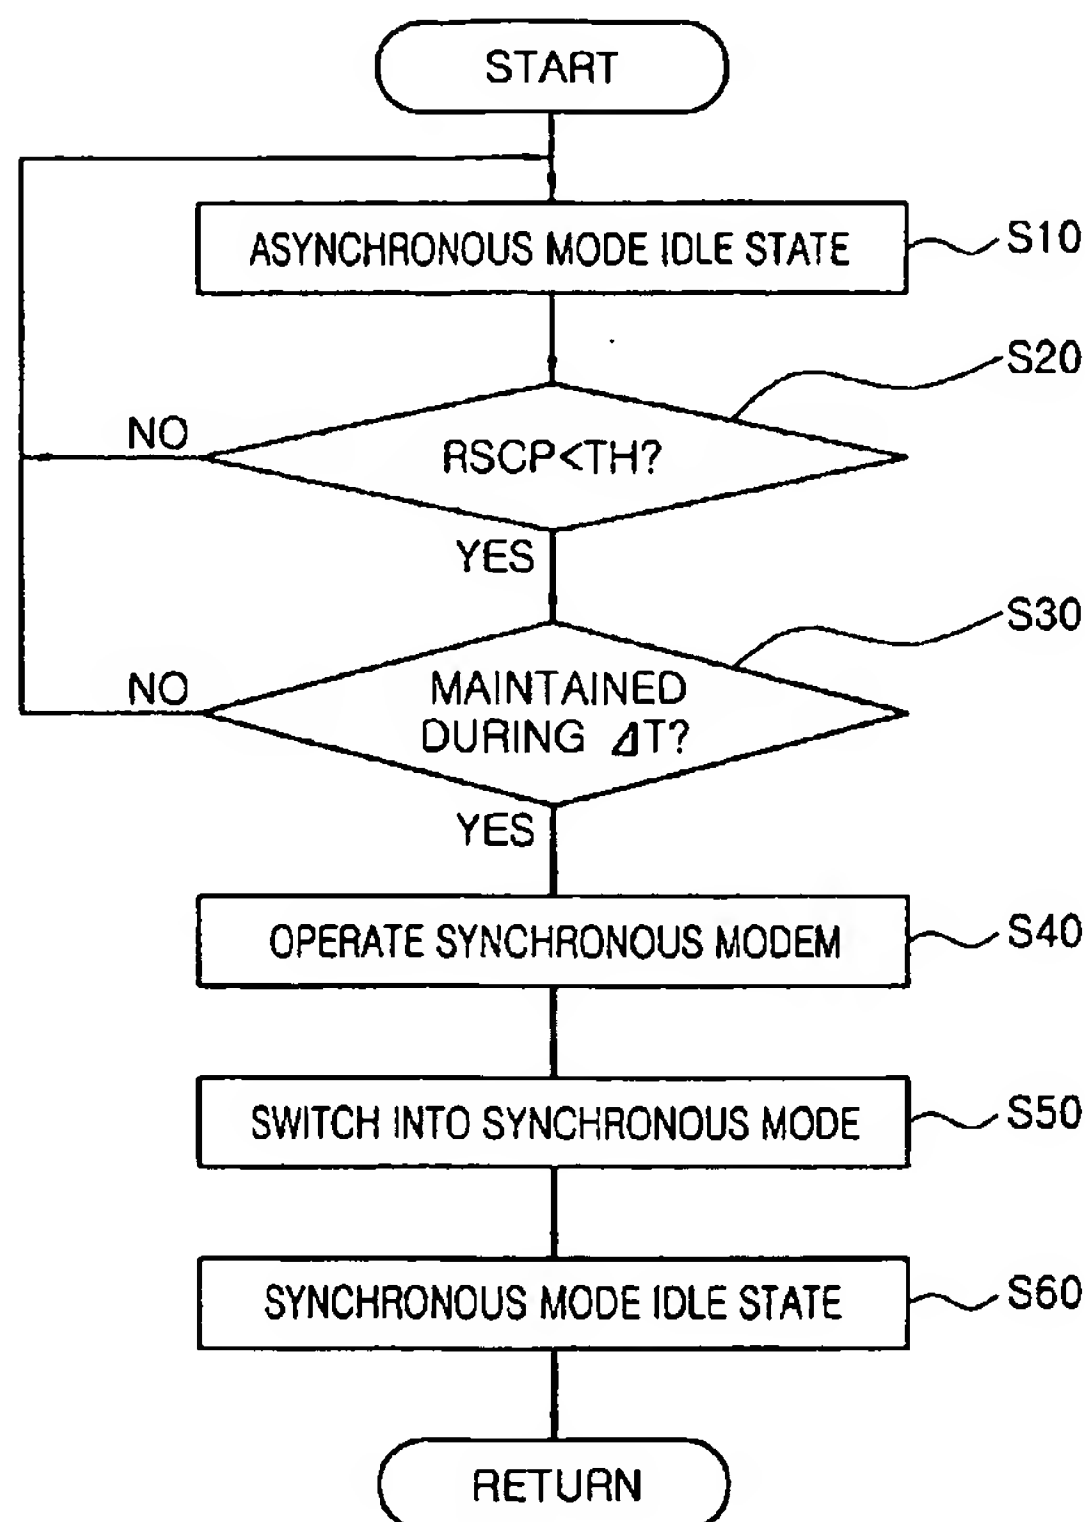 START
ASYNCHRONOUS MODE IDLE STATE
S10
S20
NO
RSCP<TH?
YES
S30
NO
MAINTAINED
DURING ⊿T?
YES
OPERATE SYNCHRONOUS MODEM
S40
SWITCH INTO SYNCHRONOUS MODE
S50
SYNCHRONOUS MODE IDLE STATE
S60
RETURN